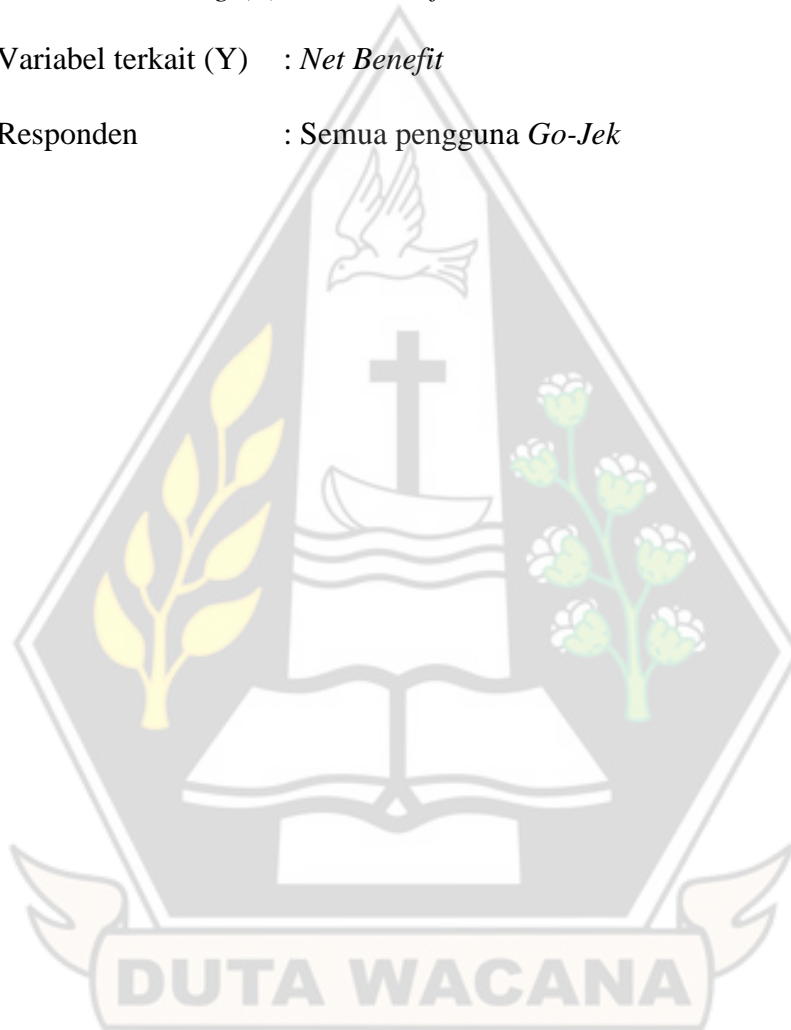 Variabel terkait (Y) : Net Benefit
Responden : Semua pengguna Go-Jek
DUTA WACANA